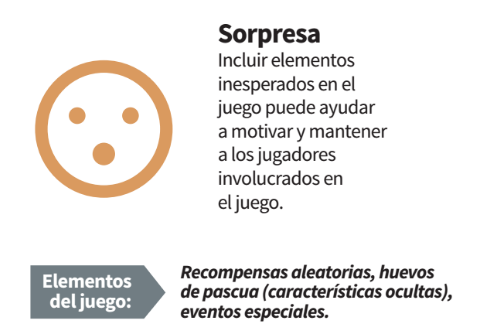 Sorpresa
Incluir elementos
inesperados en el
juego puede ayudar
a motivar y mantener
a los jugadores
involucrados en
el juego.
Elementos
del juego:
Recompensas aleatorias, huevos
de pascua (características ocultas),
eventos especiales.